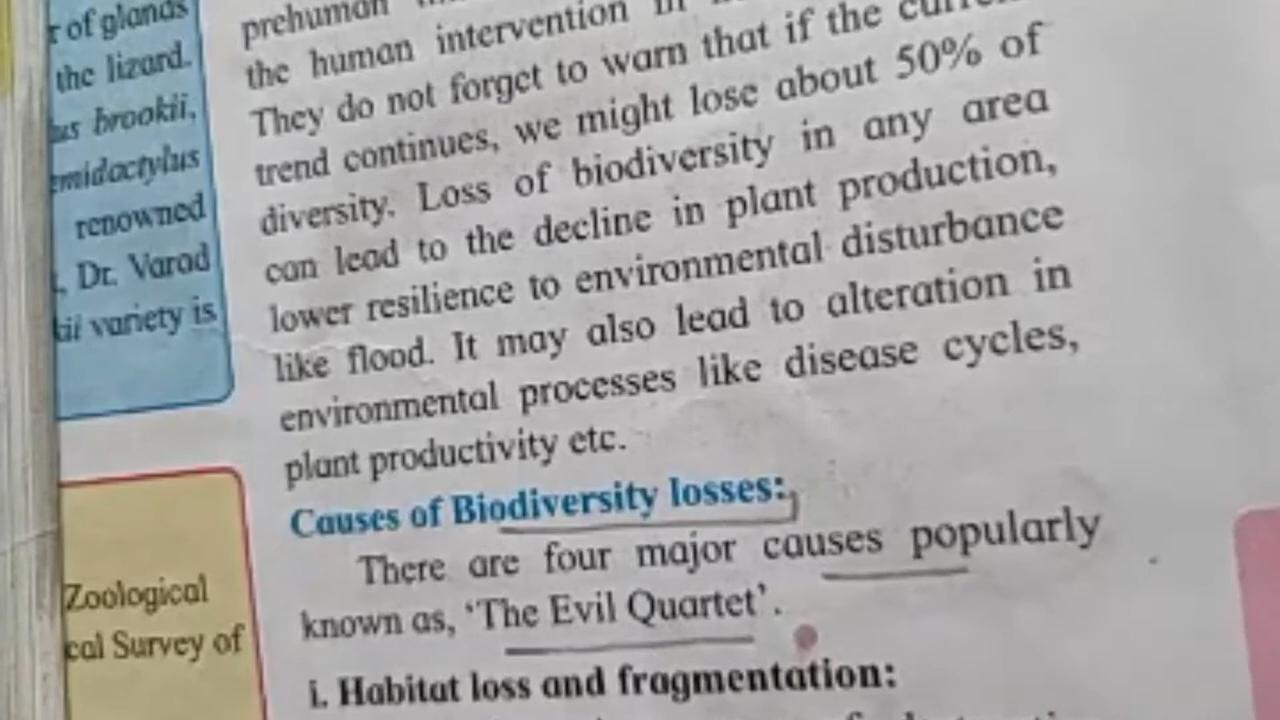 r of glands
the lizard.
us brookii,
emidactylus
renowned
, Dr. Varad
kii variety is
Zoological
cal Survey of
prehuman
the human intervention in
They do not forget to warn that if the
trend continues, we might lose about 50% of
diversity. Loss of biodiversity in any area
can lead to the decline in plant production,
lower resilience to environmental disturbance
like flood. It may also lead to alteration in
environmental processes like disease cycles,
plant productivity etc.
Causes of Biodiversity losses:
There are four major causes popularly
known as, ‘The Evil Quartet’.
i. Habitat loss and fragmentation: